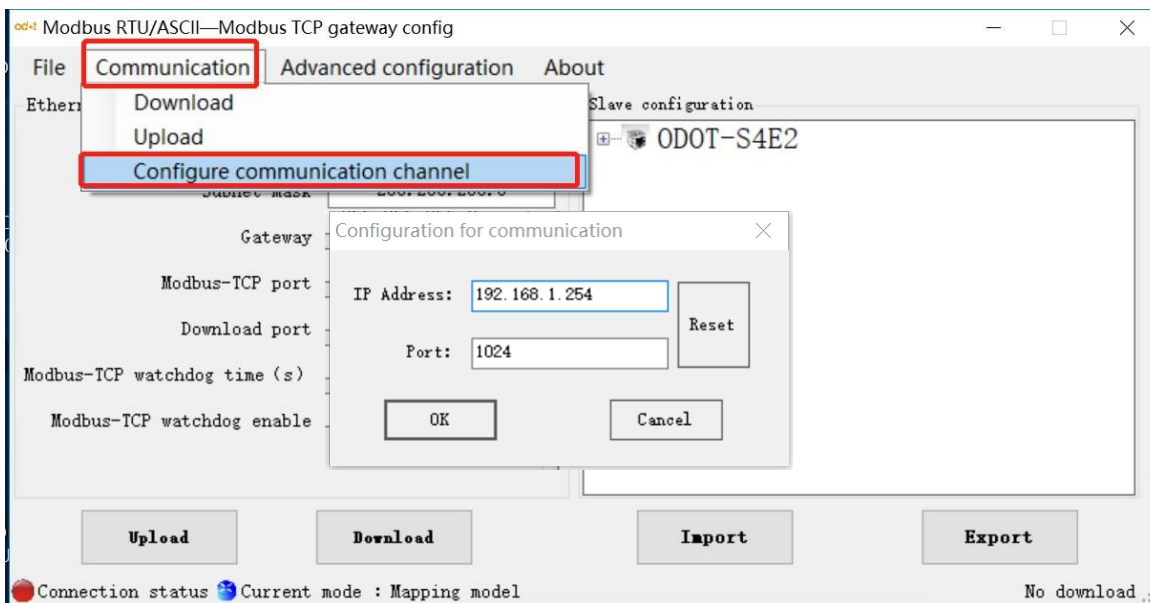 od·t Modbus RTU/ASCII—Modbus TCP gateway config
File Communication Advanced configuration About
Download
Upload
Configure communication channel
Slave configuration
ODOT-S4E2
Subnet mask
Gateway
Modbus-TCP port
Download port
Modbus-TCP watchdog time (s)
Modbus-TCP watchdog enable
Configuration for communication
IP Address: 192.168.1.254
Port: 1024
Reset
OK Cancel
Upload Download Import Export
Connection status Current mode : Mapping model No download